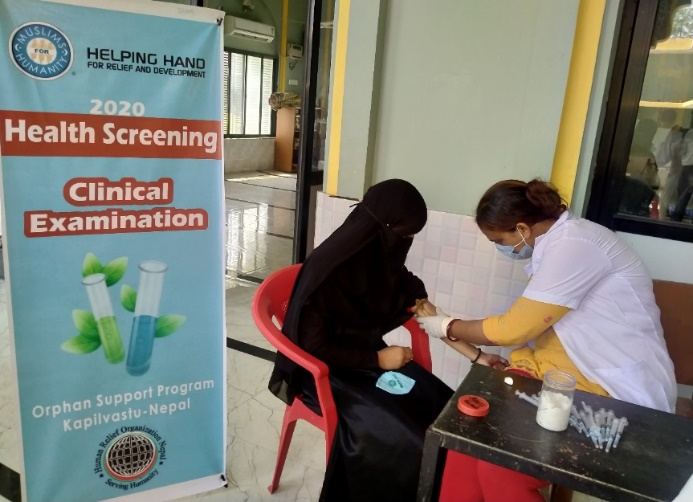 MUSLIMS
FOR
HUMANITY
HELPING HAND
FOR RELIEF AND DEVELOPMENT
2020
Health Screening
Clinical
Examination
Orphan Support Program
Kapilvastu-Nepal
Human Relief Organization Nepal
Serving Humanity